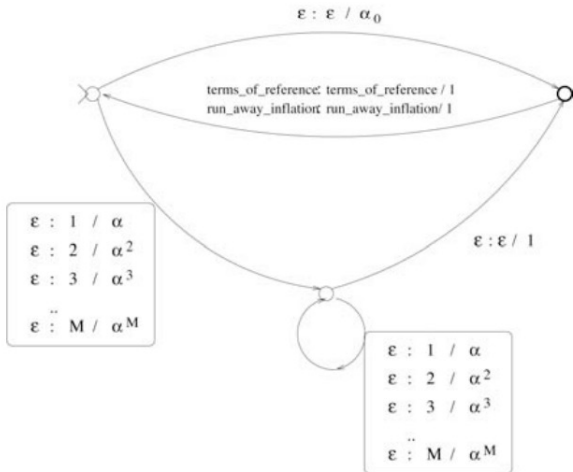 ε : ε / α₀
terms_of_reference: terms_of_reference / 1
run_away_inflation: run_away_inflation/ 1
ε : 1 / α
ε : 2 / α²
ε : 3 / α³
..
ε : M / αᴹ
ε : ε / 1
ε : 1 / α
ε : 2 / α²
ε : 3 / α³
..
ε : M / αᴹ